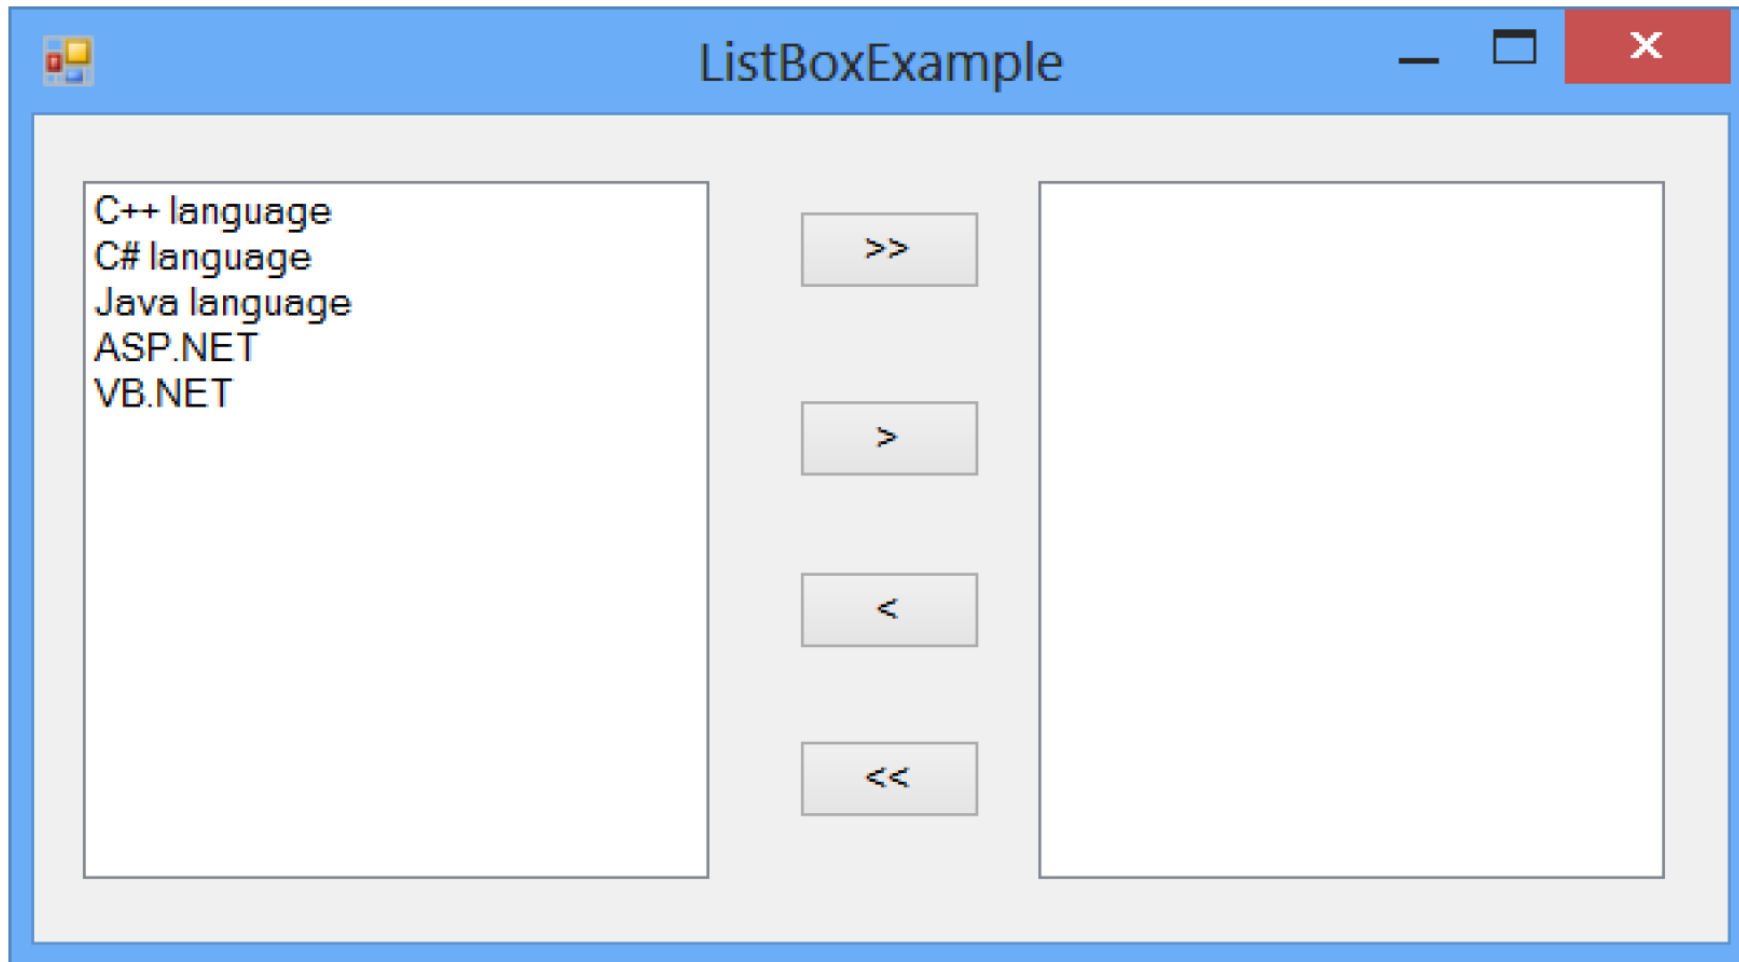 ListBoxExample
C++ language
C# language
Java language
ASP.NET
VB.NET
>>
>
<
<<